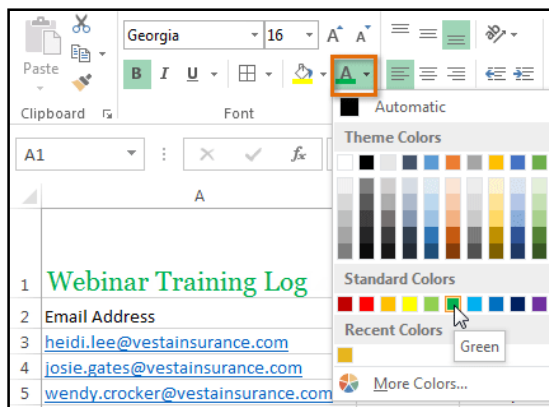 Georgia 16 A A
Paste
B I U A
Automatic
Clipboard Font
Theme Colors
A1 fx
A
1 Webinar Training Log
Standard Colors
2 Email Address
Recent Colors
3 heidi.lee@vestainsurance.com
Green
4 josie.gates@vestainsurance.com
More Colors...
5 wendy.crocker@vestainsurance.com